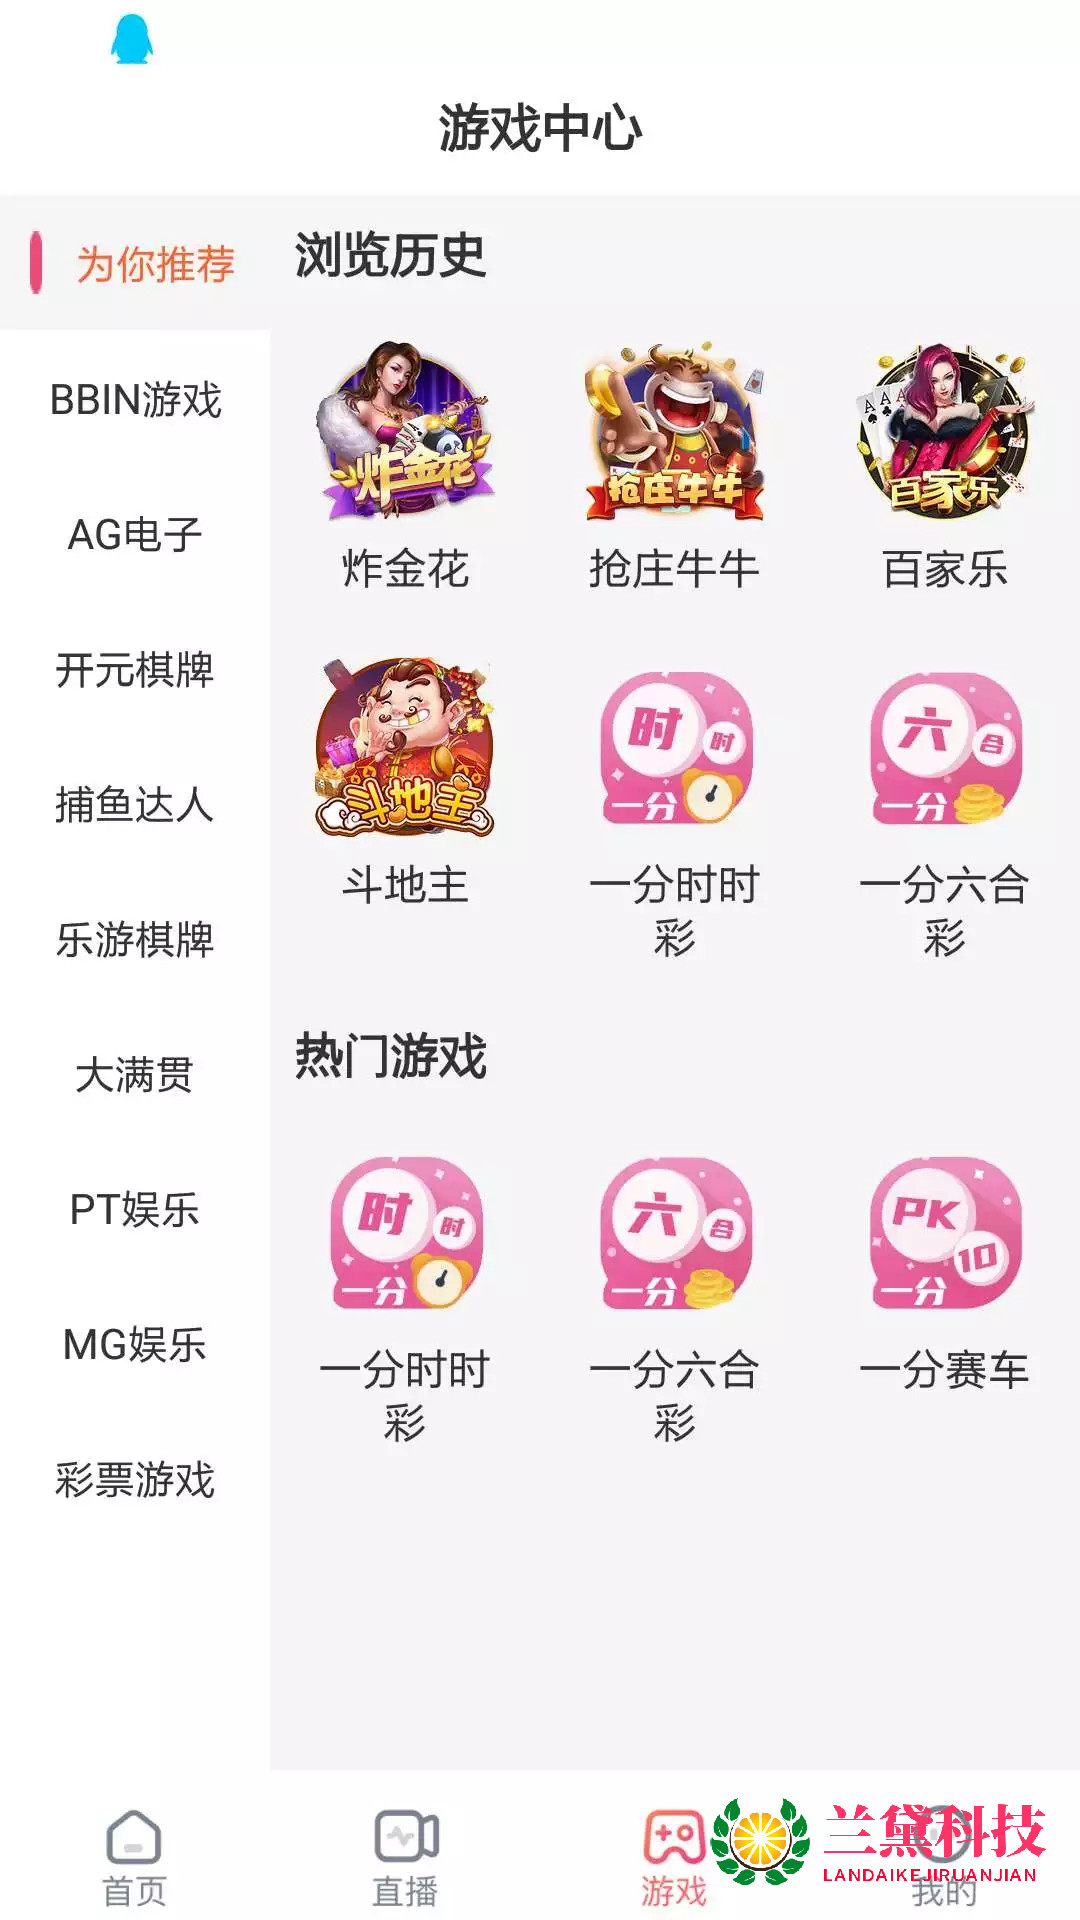 游戏中心
为你推荐
BBIN游戏
AG电子
开元棋牌
捕鱼达人
乐游棋牌
大满贯
PT娱乐
MG娱乐
彩票游戏
浏览历史
炸金花
抢庄牛牛
百家乐
炸金花
抢庄牛牛
百家乐
斗地主
时时
一分
六合
一分
斗地主
一分时时
彩
一分六合
彩
热门游戏
时时
一分
六合
一分
PK
10
一分
一分时时
彩
一分六合
彩
一分赛车
首页
直播
游戏
我的
兰黛科技
LANDAIKEJIRUANJIAN